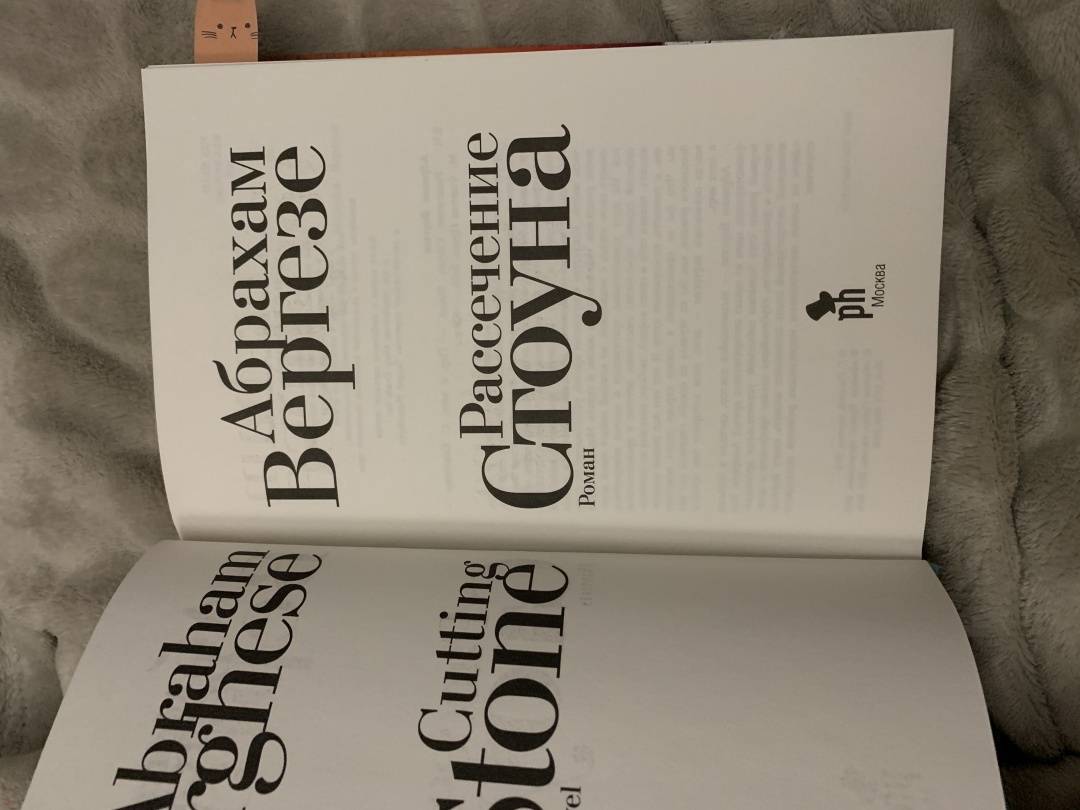 Abraham
Cutting
Абрахам
Вергезе
Рассечение
Стоуна
Роман
ph
Москва